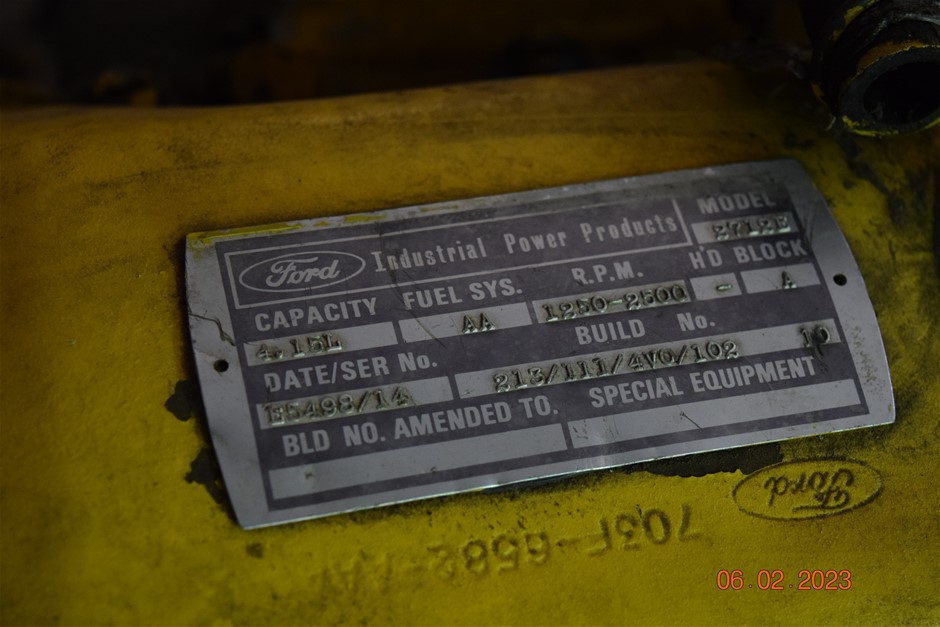 Ford Industrial Power Products MODEL
2712E
CAPACITY FUEL SYS. R.P.M. HD BLOCK
4.15L AA 1250-2500 - A
DATE/SER No. BUILD No.
E5498/14 213/111/4VG/102 10
BLD NO. AMENDED TO. SPECIAL EQUIPMENT
Ford
703F-6582-AA
06.02.2023